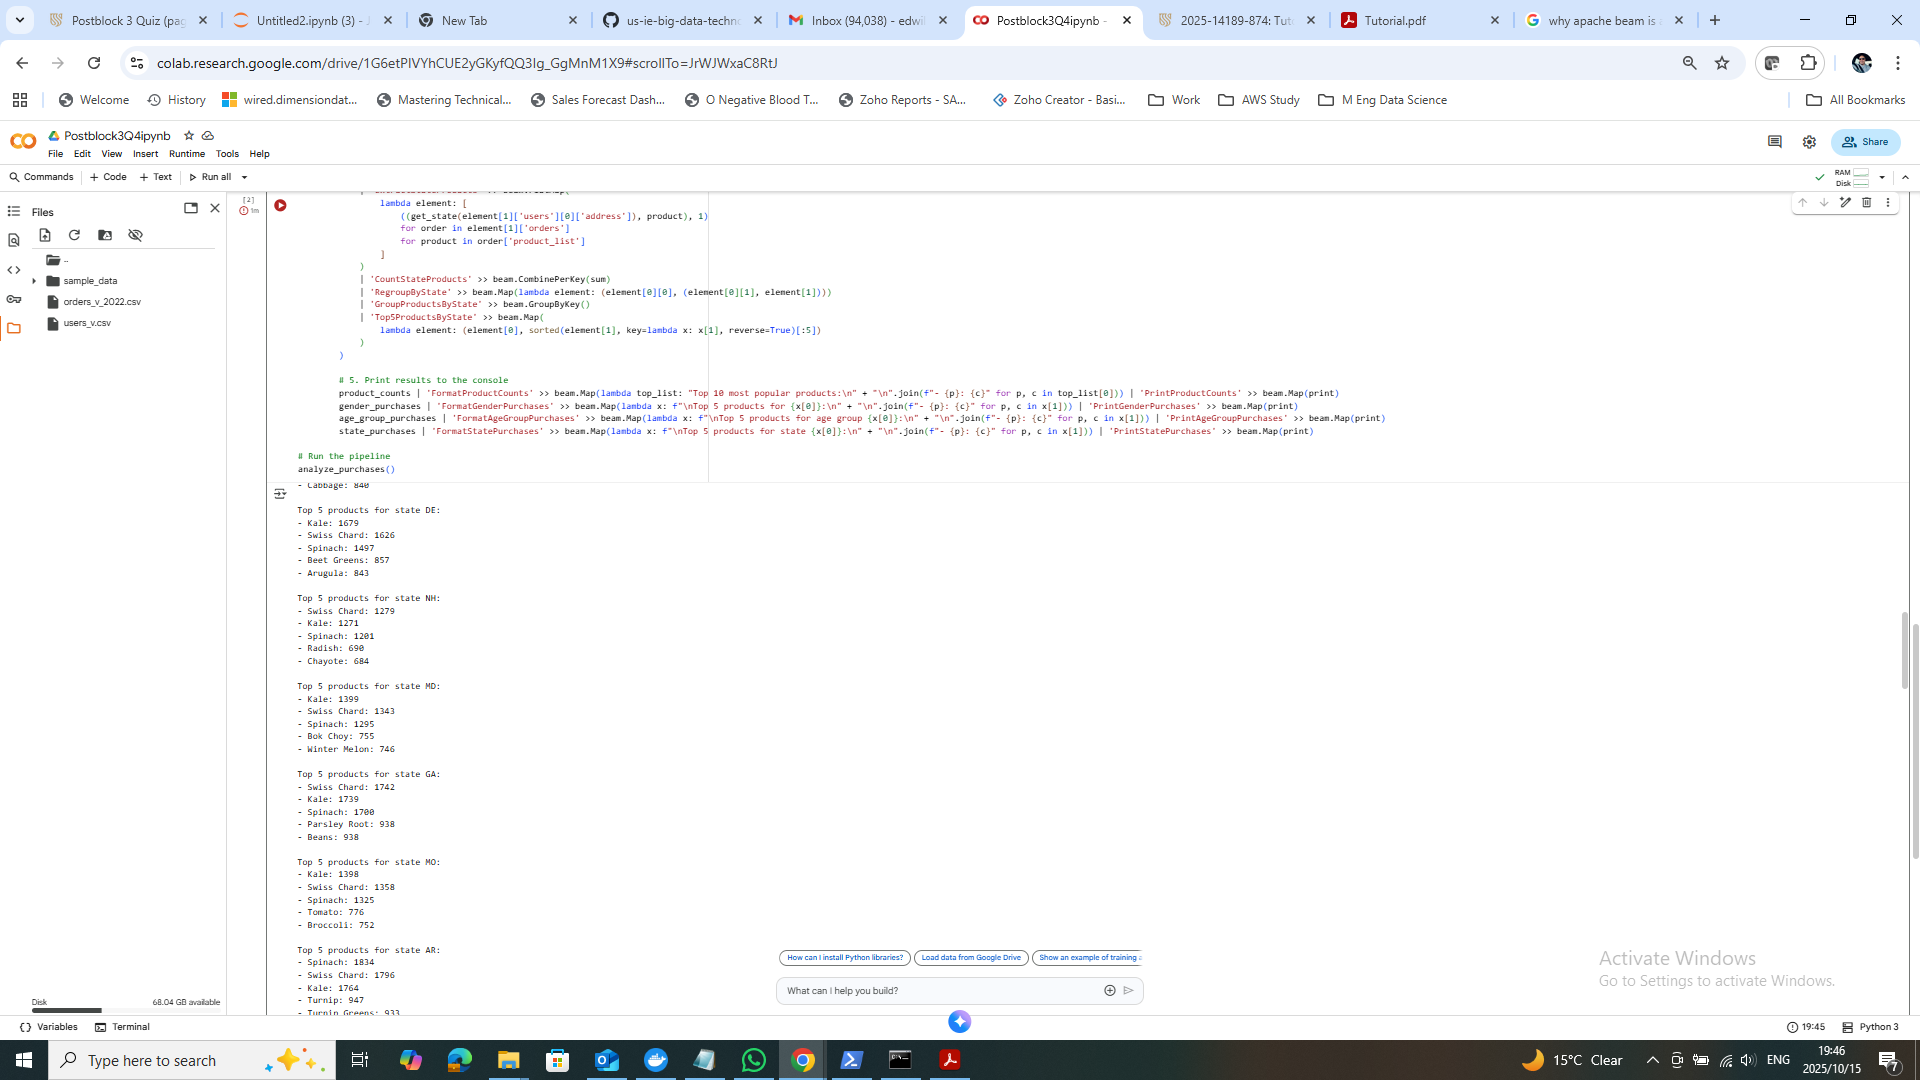 Postblock 3 Quiz (pag
Untitled2.ipynb (3) - J
New Tab
us-ie-big-data-techno
Inbox (94,038) - edwil
Postblock3Q4ipynb -
2025-14189-874: Tuto
Tutorial.pdf
why apache beam is a
colab.research.google.com/drive/1G6etPlVYhCUE2yGKyfQQ3Ig_GgMnM1X9#scrollTo=JrWJWxaC8RtJ
Welcome
History
wired.dimensiondat...
Mastering Technical...
Sales Forecast Dash...
O Negative Blood T...
Zoho Reports - SA...
Zoho Creator - Basi...
Work
AWS Study
M Eng Data Science
All Bookmarks
Postblock3Q4ipynb
File Edit View Insert Runtime Tools Help
Share
Commands + Code + Text Run all
RAM
Disk
Files
..
sample_data
orders_v_2022.csv
users_v.csv
Disk 68.04 GB available
[2]
1m
lambda element: [
((get_state(element[1]['users'][0]['address']), product), 1)
for order in element[1]['orders']
for product in order['product_list']
]
)
| 'CountStateProducts' >> beam.CombinePerKey(sum)
| 'RegroupByState' >> beam.Map(lambda element: (element[0][0], (element[0][1], element[1])))
| 'GroupProductsByState' >> beam.GroupByKey()
| 'Top5ProductsByState' >> beam.Map(
lambda element: (element[0], sorted(element[1], key=lambda x: x[1], reverse=True)[:5])
)
)
# 5. Print results to the console
product_counts | 'FormatProductCounts' >> beam.Map(lambda top_list: "Top 10 most popular products:\n" + "\n".join(f"- {p}: {c}" for p, c in top_list[0])) | 'PrintProductCounts' >> beam.Map(print)
gender_purchases | 'FormatGenderPurchases' >> beam.Map(lambda x: f"\nTop 5 products for {x[0]}:\n" + "\n".join(f"- {p}: {c}" for p, c in x[1])) | 'PrintGenderPurchases' >> beam.Map(print)
age_group_purchases | 'FormatAgeGroupPurchases' >> beam.Map(lambda x: f"\nTop 5 products for age group {x[0]}:\n" + "\n".join(f"- {p}: {c}" for p, c in x[1])) | 'PrintAgeGroupPurchases' >> beam.Map(print)
state_purchases | 'FormatStatePurchases' >> beam.Map(lambda x: f"\nTop 5 products for state {x[0]}:\n" + "\n".join(f"- {p}: {c}" for p, c in x[1])) | 'PrintStatePurchases' >> beam.Map(print)
# Run the pipeline
analyze_purchases()
- Cabbage: 840
Top 5 products for state DE:
- Kale: 1679
- Swiss Chard: 1626
- Spinach: 1497
- Beet Greens: 857
- Arugula: 843
Top 5 products for state NH:
- Swiss Chard: 1279
- Kale: 1271
- Spinach: 1201
- Radish: 690
- Chayote: 684
Top 5 products for state MD:
- Kale: 1399
- Swiss Chard: 1343
- Spinach: 1295
- Bok Choy: 755
- Winter Melon: 746
Top 5 products for state GA:
- Swiss Chard: 1742
- Kale: 1739
- Spinach: 1700
- Parsley Root: 938
- Beans: 938
Top 5 products for state MO:
- Kale: 1398
- Swiss Chard: 1358
- Spinach: 1325
- Tomato: 776
- Broccoli: 752
Top 5 products for state AR:
- Spinach: 1834
- Swiss Chard: 1796
- Kale: 1764
- Turnip: 947
- Turnip Greens: 933
How can I install Python libraries?
Load data from Google Drive
Show an example of training
What can I help you build?
Activate Windows
Go to Settings to activate Windows.
Variables Terminal
19:45 Python 3
Type here to search
15°C Clear
ENG
19:46
2025/10/15
7